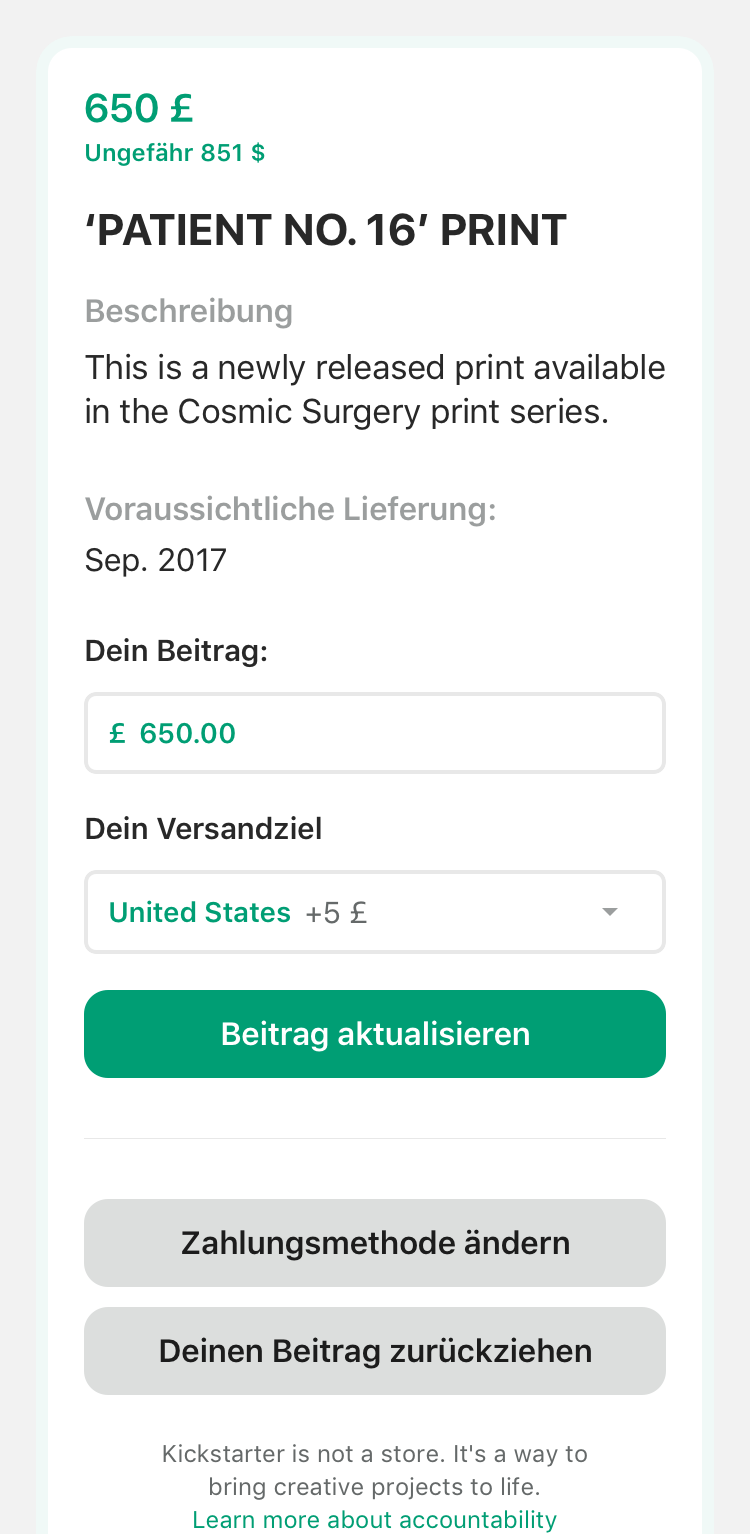 650 £
Ungefähr 851 $
‘PATIENT NO. 16’ PRINT
Beschreibung
This is a newly released print available
in the Cosmic Surgery print series.
Voraussichtliche Lieferung:
Sep. 2017
Dein Beitrag:
£ 650.00
Dein Versandziel
United States +5 £
Beitrag aktualisieren
Zahlungsmethode ändern
Deinen Beitrag zurückziehen
Kickstarter is not a store. It's a way to
bring creative projects to life.
Learn more about accountability